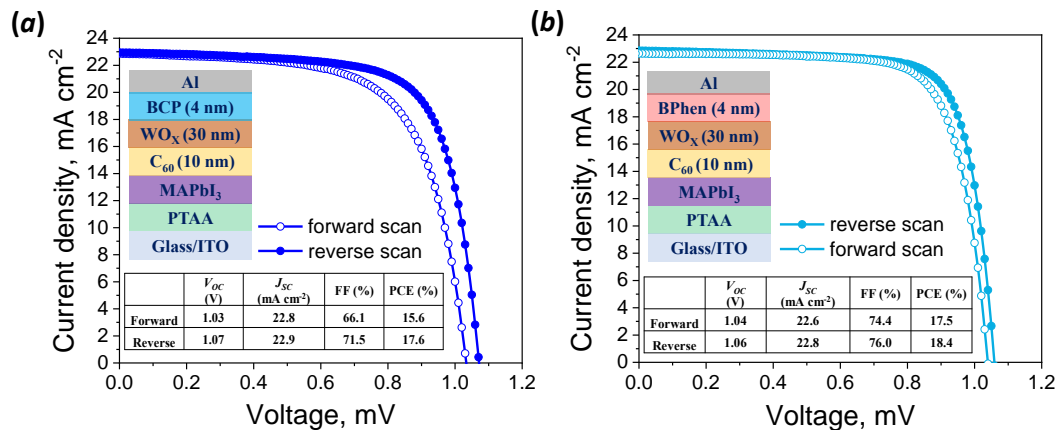 (a)
24
22
20
18
16
14
12
10
8
6
4
2
0
Current density, mA cm-2
Al
BCP (4 nm)
WOX (30 nm)
C60 (10 nm)
MAPbI3
PTAA
Glass/ITO
forward scan
reverse scan
VOC (V) JSC (mA cm-2) FF (%) PCE (%)
Forward 1.03 22.8 66.1 15.6
Reverse 1.07 22.9 71.5 17.6
0.0 0.2 0.4 0.6 0.8 1.0 1.2
Voltage, mV
(b)
24
22
20
18
16
14
12
10
8
6
4
2
0
Current density, mA cm-2
Al
BPhen (4 nm)
WOX (30 nm)
C60 (10 nm)
MAPbI3
PTAA
Glass/ITO
reverse scan
forward scan
VOC (V) JSC (mA cm-2) FF (%) PCE (%)
Forward 1.04 22.6 74.4 17.5
Reverse 1.06 22.8 76.0 18.4
0.0 0.2 0.4 0.6 0.8 1.0 1.2
Voltage, mV